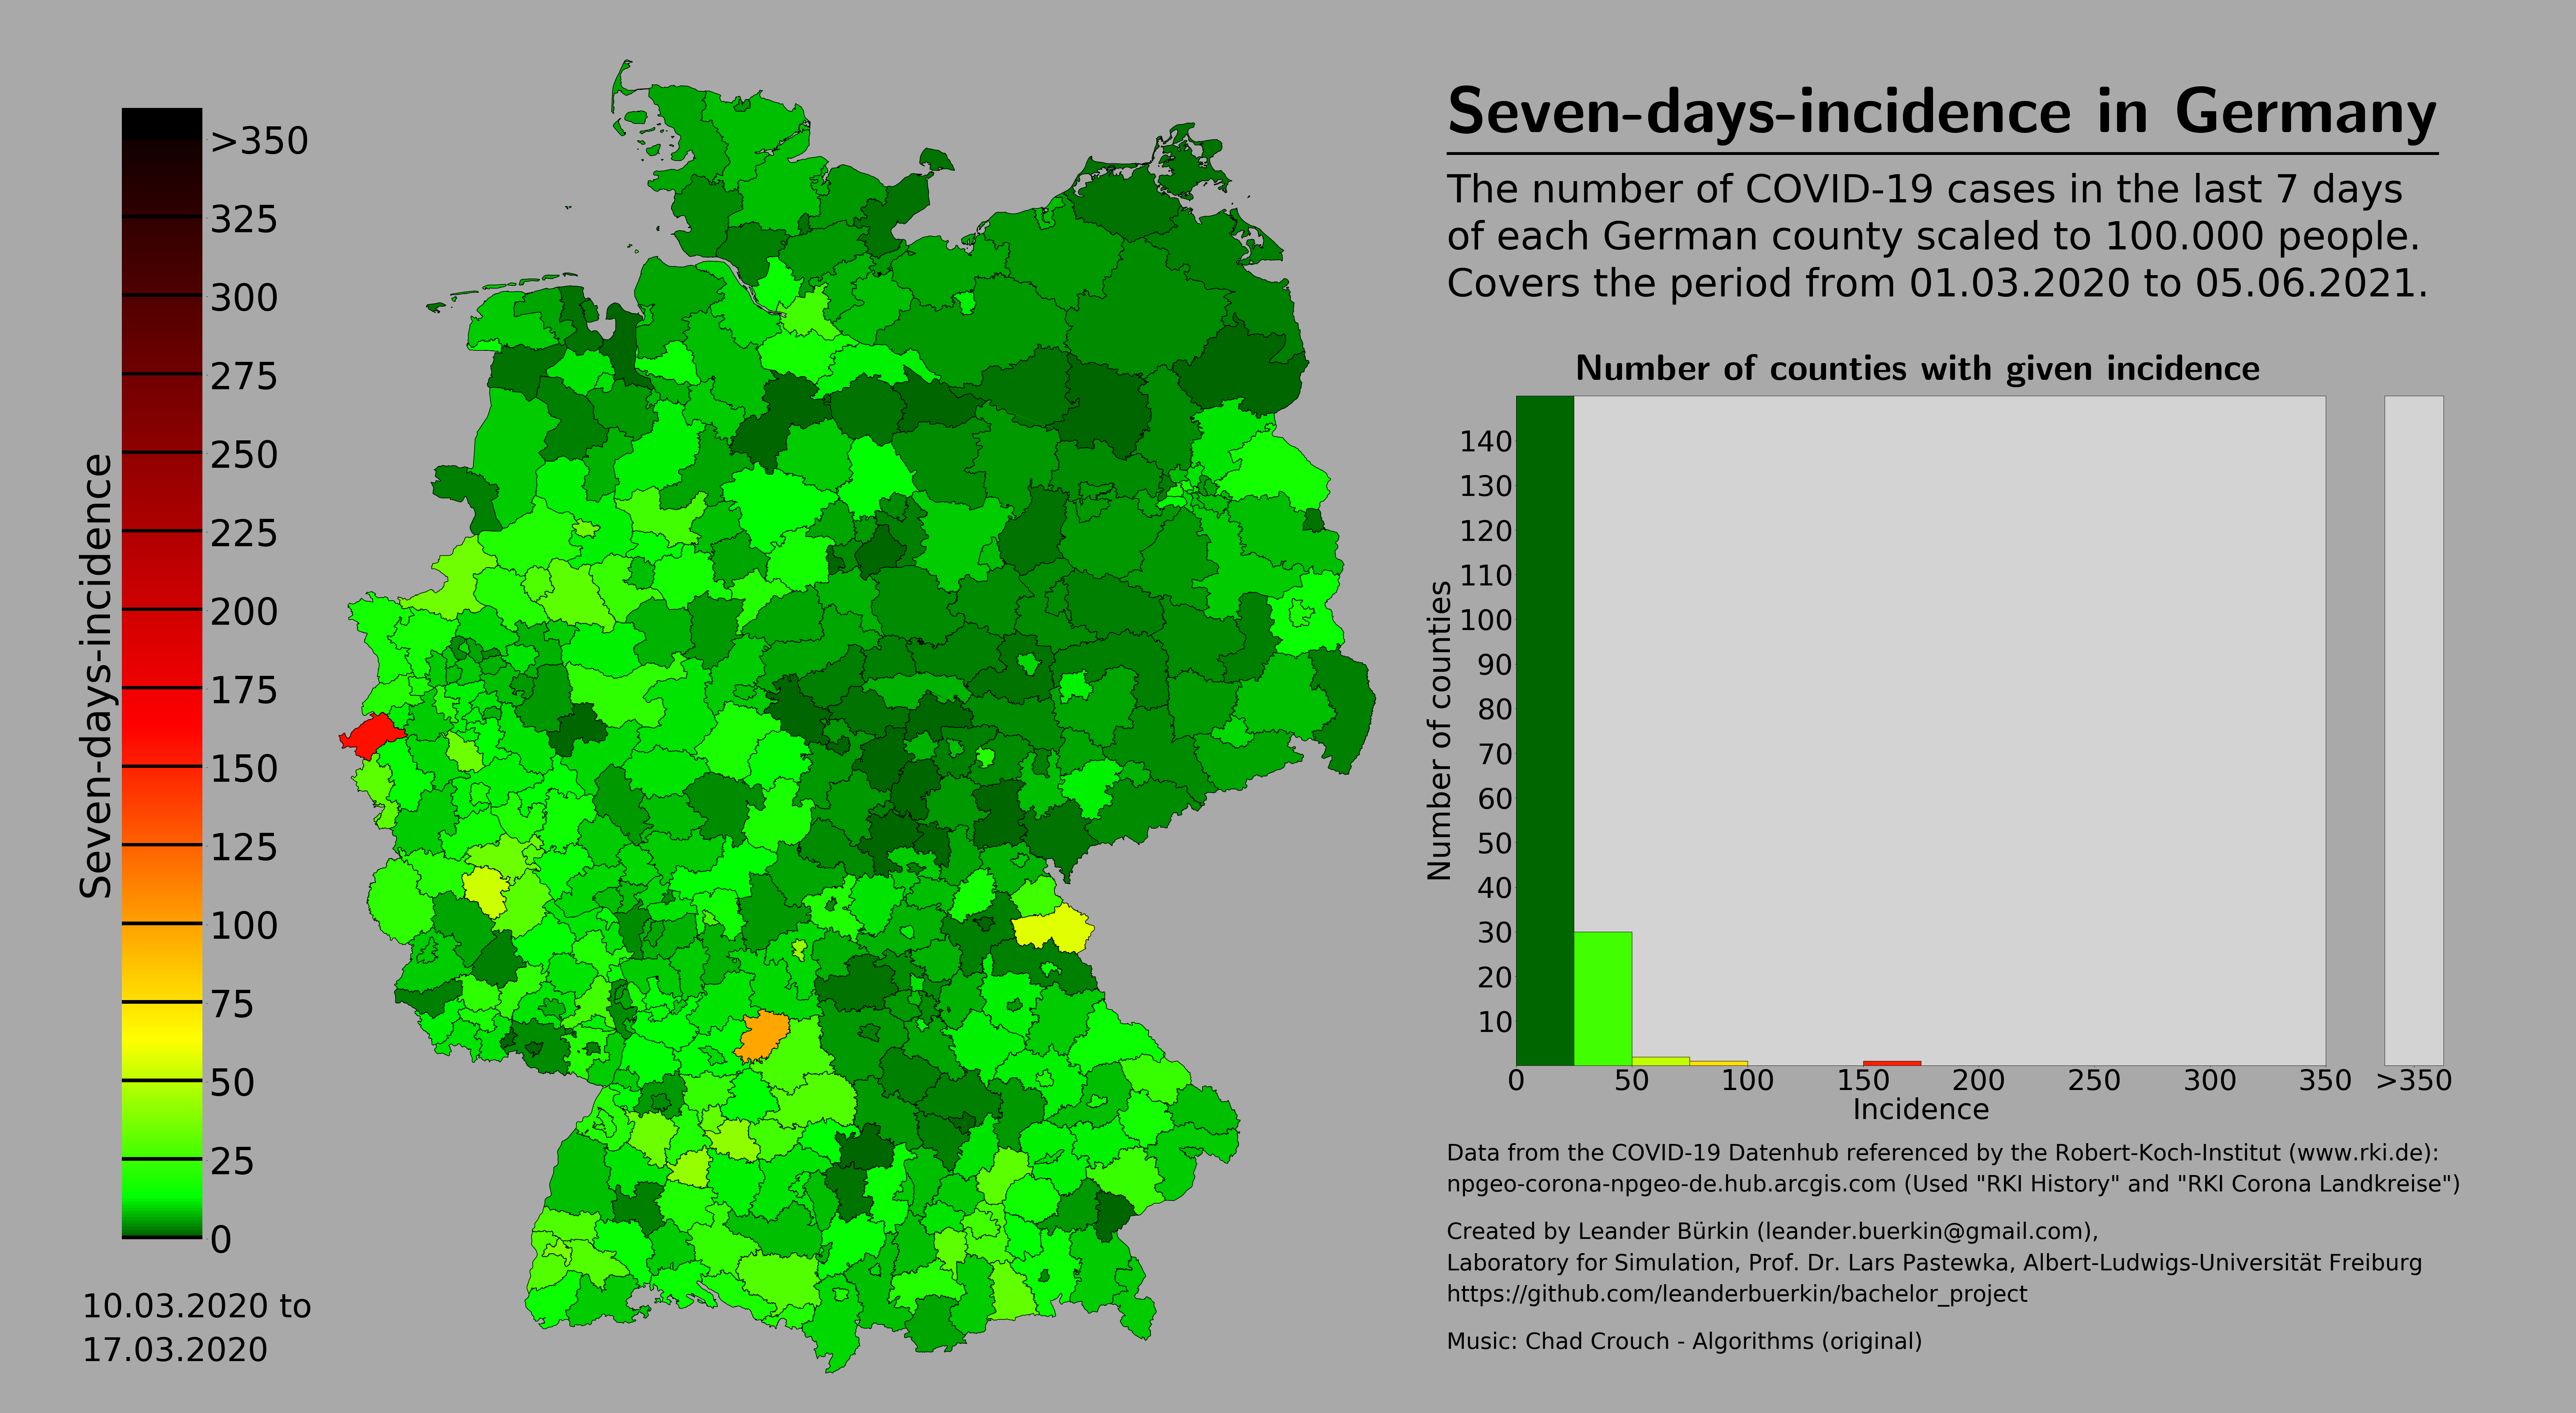 Seven-days-incidence in Germany
The number of COVID-19 cases in the last 7 days
of each German county scaled to 100.000 people.
Covers the period from 01.03.2020 to 05.06.2021.
Seven-days-incidence
>350
325
300
275
250
225
200
175
150
125
100
75
50
25
0
10.03.2020 to
17.03.2020
Number of counties with given incidence
Number of counties
140
130
120
110
100
90
80
70
60
50
40
30
20
10
0 50 100 150 200 250 300 350 >350
Incidence
Data from the COVID-19 Datenhub referenced by the Robert-Koch-Institut (www.rki.de):
npgeo-corona-npgeo-de.hub.arcgis.com (Used "RKI History" and "RKI Corona Landkreise")
Created by Leander Bürkin (leander.buerkin@gmail.com),
Laboratory for Simulation, Prof. Dr. Lars Pastewka, Albert-Ludwigs-Universität Freiburg
https://github.com/leanderbuerkin/bachelor_project
Music: Chad Crouch - Algorithms (original)